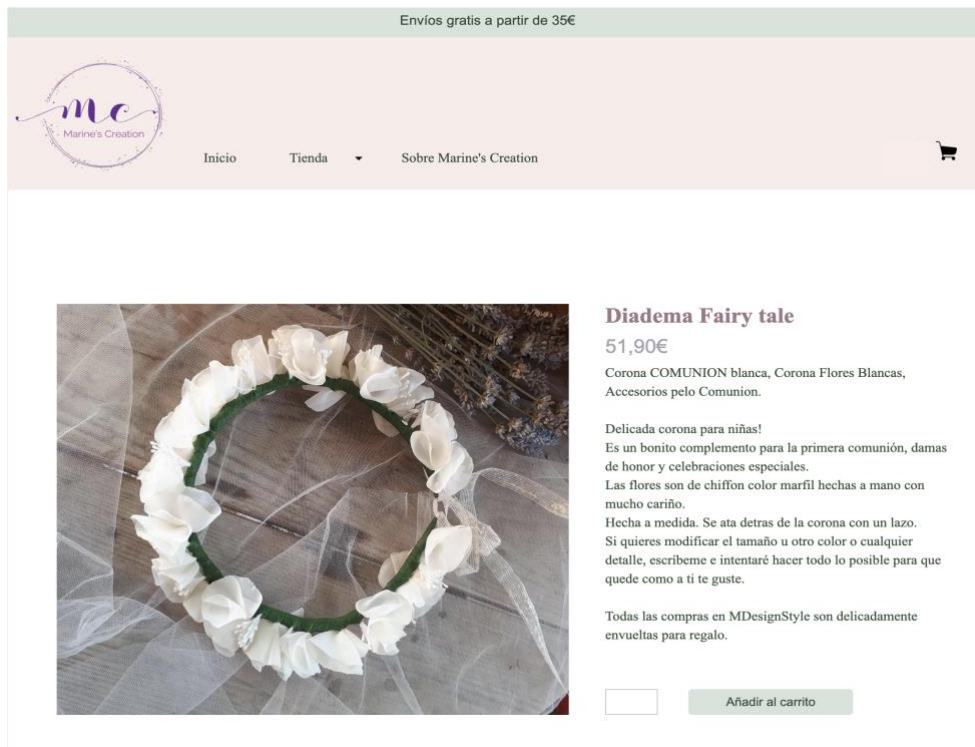 Envíos gratis a partir de 35€
mc
Marine's Creation
Inicio
Tienda
Sobre Marine's Creation
Diadema Fairy tale
51,90€
Corona COMUNION blanca, Corona Flores Blancas,
Accesorios pelo Comunion.
Delicada corona para niñas!
Es un bonito complemento para la primera comunión, damas
de honor y celebraciones especiales.
Las flores son de chiffon color marfil hechas a mano con
mucho cariño.
Hecha a medida. Se ata detras de la corona con un lazo.
Si quieres modificar el tamaño u otro color o cualquier
detalle, escríbeme e intentaré hacer todo lo posible para que
quede como a ti te guste.
Todas las compras en MDesignStyle son delicadamente
envueltas para regalo.
Añadir al carrito